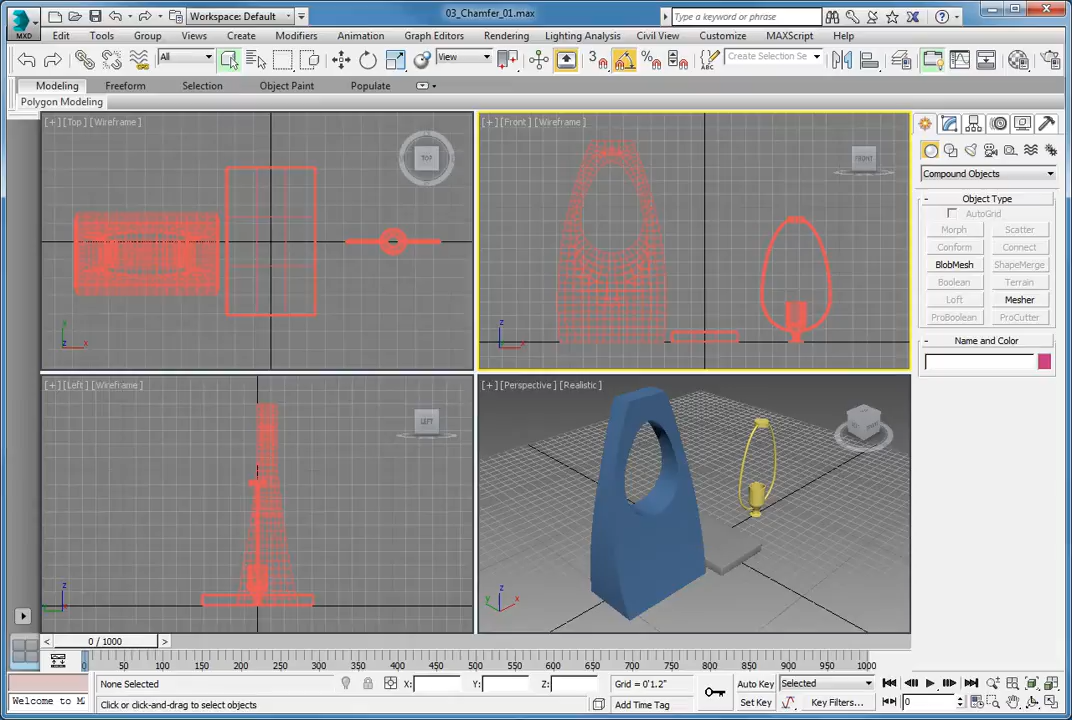 Workspace: Default
03_Chamfer_01.max
Type a keyword or phrase
MXD
Edit Tools Group Views Create Modifiers Animation Graph Editors Rendering Lighting Analysis Civil View Customize MAXScript Help
All
View
3
Create Selection Se
Modeling Freeform Selection Object Paint Populate
Polygon Modeling
[+] [Top] [Wireframe]
TOP
[+] [Front] [Wireframe]
FRONT
Compound Objects
- Object Type
AutoGrid
Morph Scatter
Conform Connect
BlobMesh ShapeMerge
Boolean Terrain
Loft Mesher
ProBoolean ProCutter
- Name and Color
[+] [Left] [Wireframe]
LEFT
[+] [Perspective] [Realistic]
< 0 / 1000 >
0 50 100 150 200 250 300 350 400 450 500 550 600 650 700 750 800 850 900 950 1000
None Selected X: Y: Z: Grid = 0'1.2" Auto Key Selected
Welcome to M
Click or click-and-drag to select objects Add Time Tag Set Key Key Filters... 0